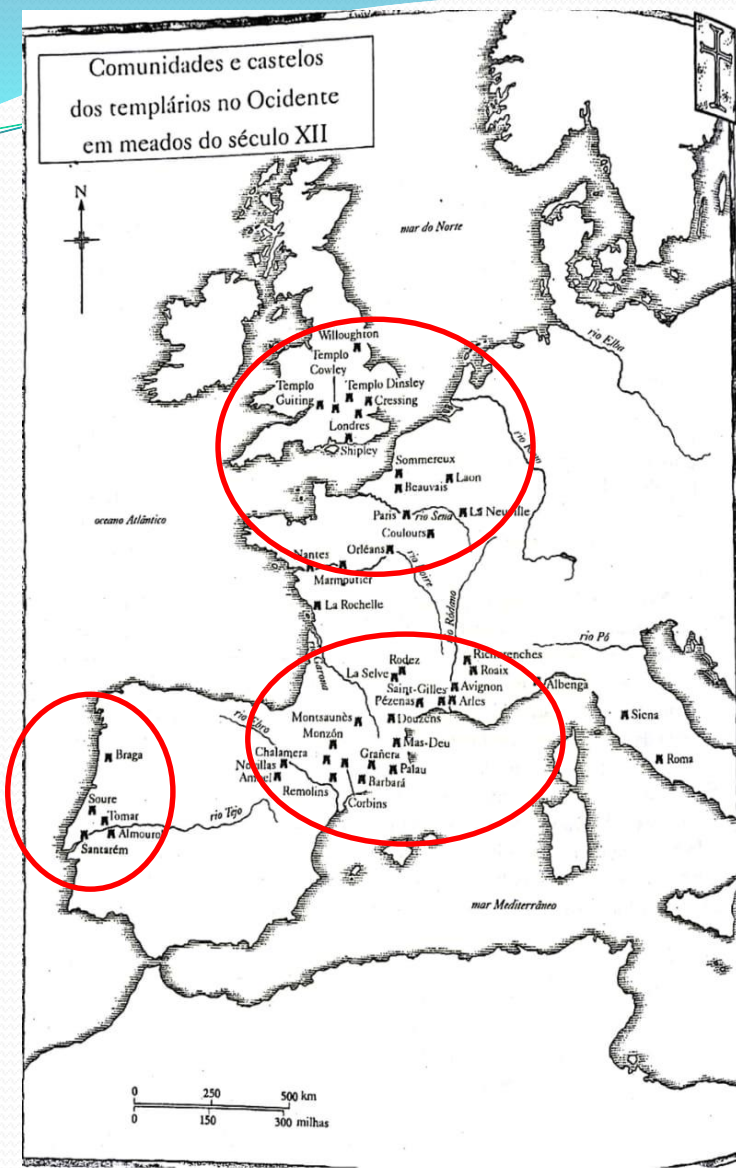 Comunidades e castelos
dos templários no Ocidente
em meados do século XII
N
mar do Norte
rio Elba
Willoughton
Templo
Cowley
Templo Dinsley
Templo
Guiting
Cressing
Londres
Shipley
Sommereux
Laon
Beauvais
oceano Atlântico
Paris
rio Sena
La Neuville
Coulours
Orléans
Nantes
Marmoutier
La Rochelle
rio Pó
Richerenches
Rodez
Roaix
La Selve
Saint-Gilles
Avignon
Albenga
Pézenas
Arles
Siena
Montsaunès
Douzens
rio Ebro
Monzón
Mas-Deu
Roma
Braga
Chalamera
Grañera
Novillas
Palau
Ambel
Remolins
Barbará
Corbins
Soure
Tomar
rio Tejo
Almourol
Santarém
mar Mediterrâneo
0 250 500 km
0 150 300 milhas